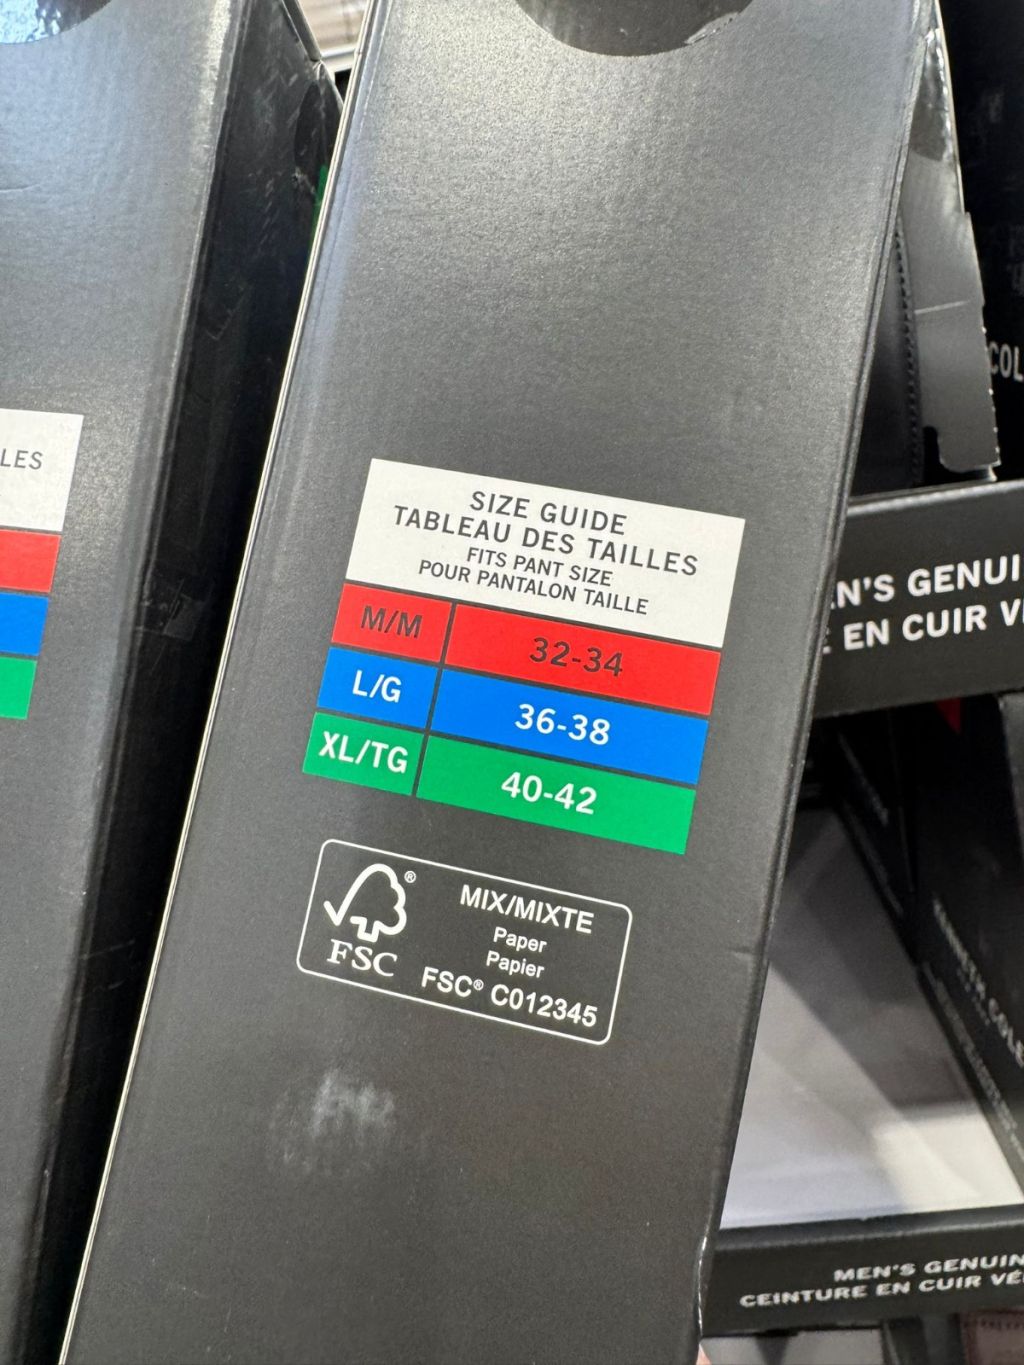 LES
SIZE GUIDE
TABLEAU DES TAILLES
FITS PANT SIZE
POUR PANTALON TAILLE
M/M 32-34
L/G 36-38
XL/TG 40-42
FSC
MIX/MIXTE
Paper
Papier
FSC® C012345
COL
N'S GENUI
EN CUIR V
MEN'S GENUIN
CEINTURE EN CUIR VÉ